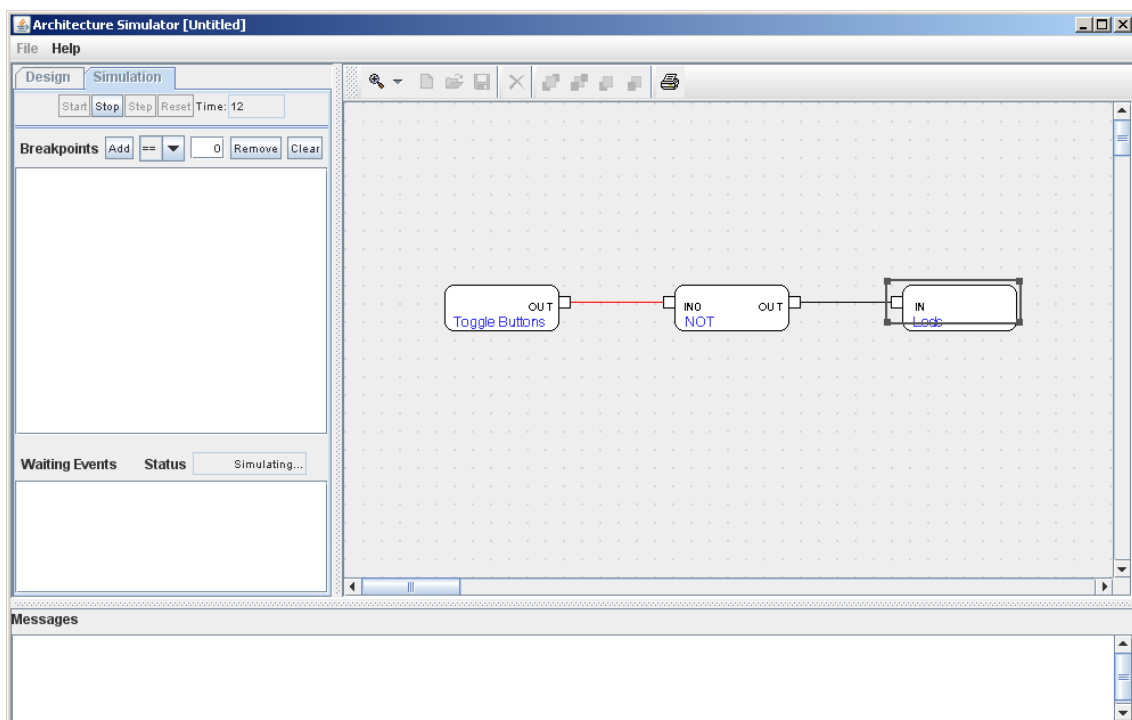 Architecture Simulator [Untitled]
File Help
Design Simulation
Start Stop Step Reset Time: 12
Breakpoints Add == 0 Remove Clear
OUT
Toggle Buttons
IN0 OUT
NOT
IN
Leds
Waiting Events Status Simulating...
Messages